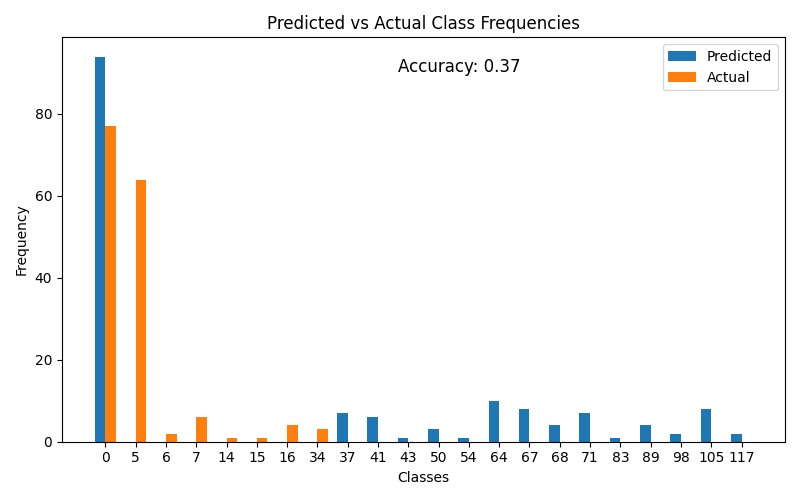 Predicted vs Actual Class Frequencies
Accuracy: 0.37
Predicted
Actual
Frequency
80
60
40
20
0
0 5 6 7 14 15 16 34 37 41 43 50 54 64 67 68 71 83 89 98 105 117
Classes